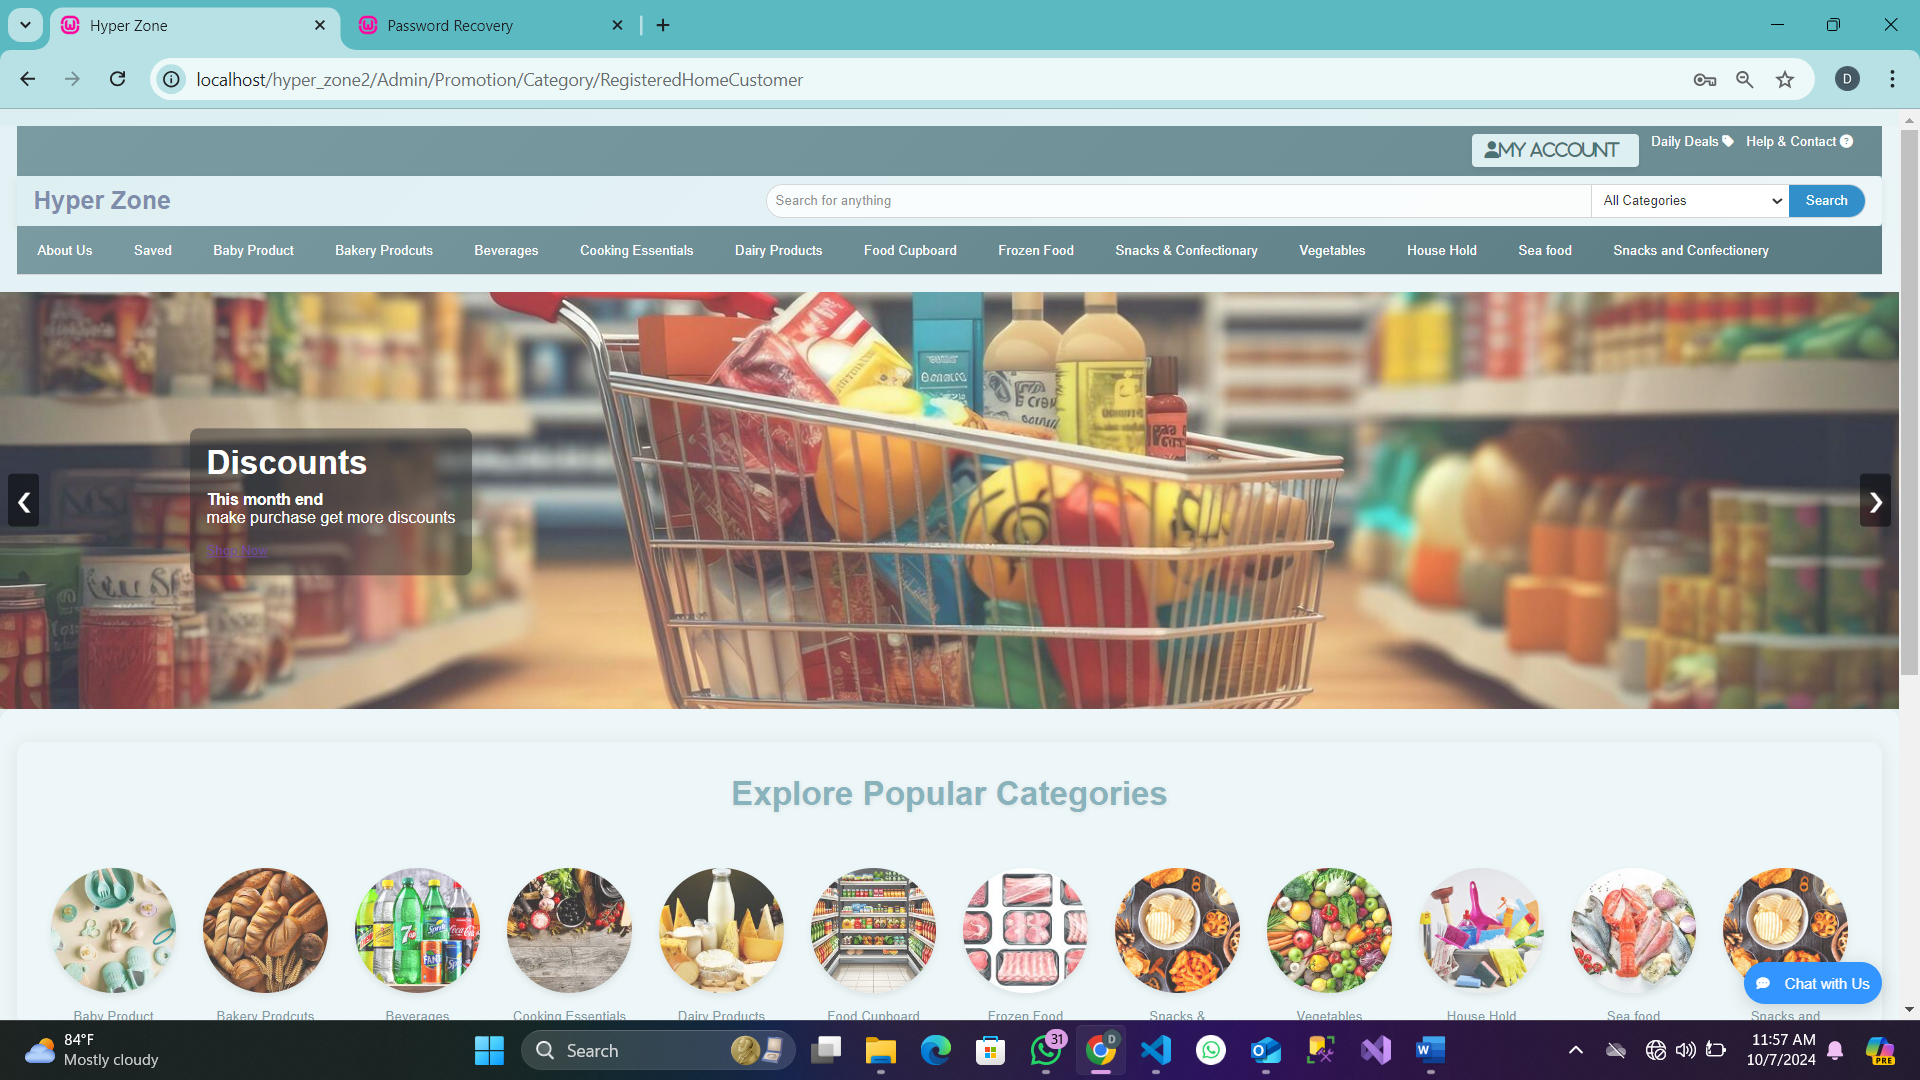 Hyper Zone
Password Recovery
localhost/hyper_zone2/Admin/Promotion/Category/RegisteredHomeCustomer
D
MY ACCOUNT
Daily Deals
Help & Contact
Hyper Zone
Search for anything
All Categories
Search
About Us
Saved
Baby Product
Bakery Prodcuts
Beverages
Cooking Essentials
Dairy Products
Food Cupboard
Frozen Food
Snacks & Confectionary
Vegetables
House Hold
Sea food
Snacks and Confectionery
Discounts
This month end
make purchase get more discounts
Shop Now
❮
❯
Explore Popular Categories
Baby Product
Bakery Prodcuts
Beverages
Cooking Essentials
Dairy Products
Food Cupboard
Frozen Food
Snacks &
Vegetables
House Hold
Sea food
Snacks and
Chat with Us
84°F
Mostly cloudy
Search
31
D
11:57 AM
10/7/2024
PRE